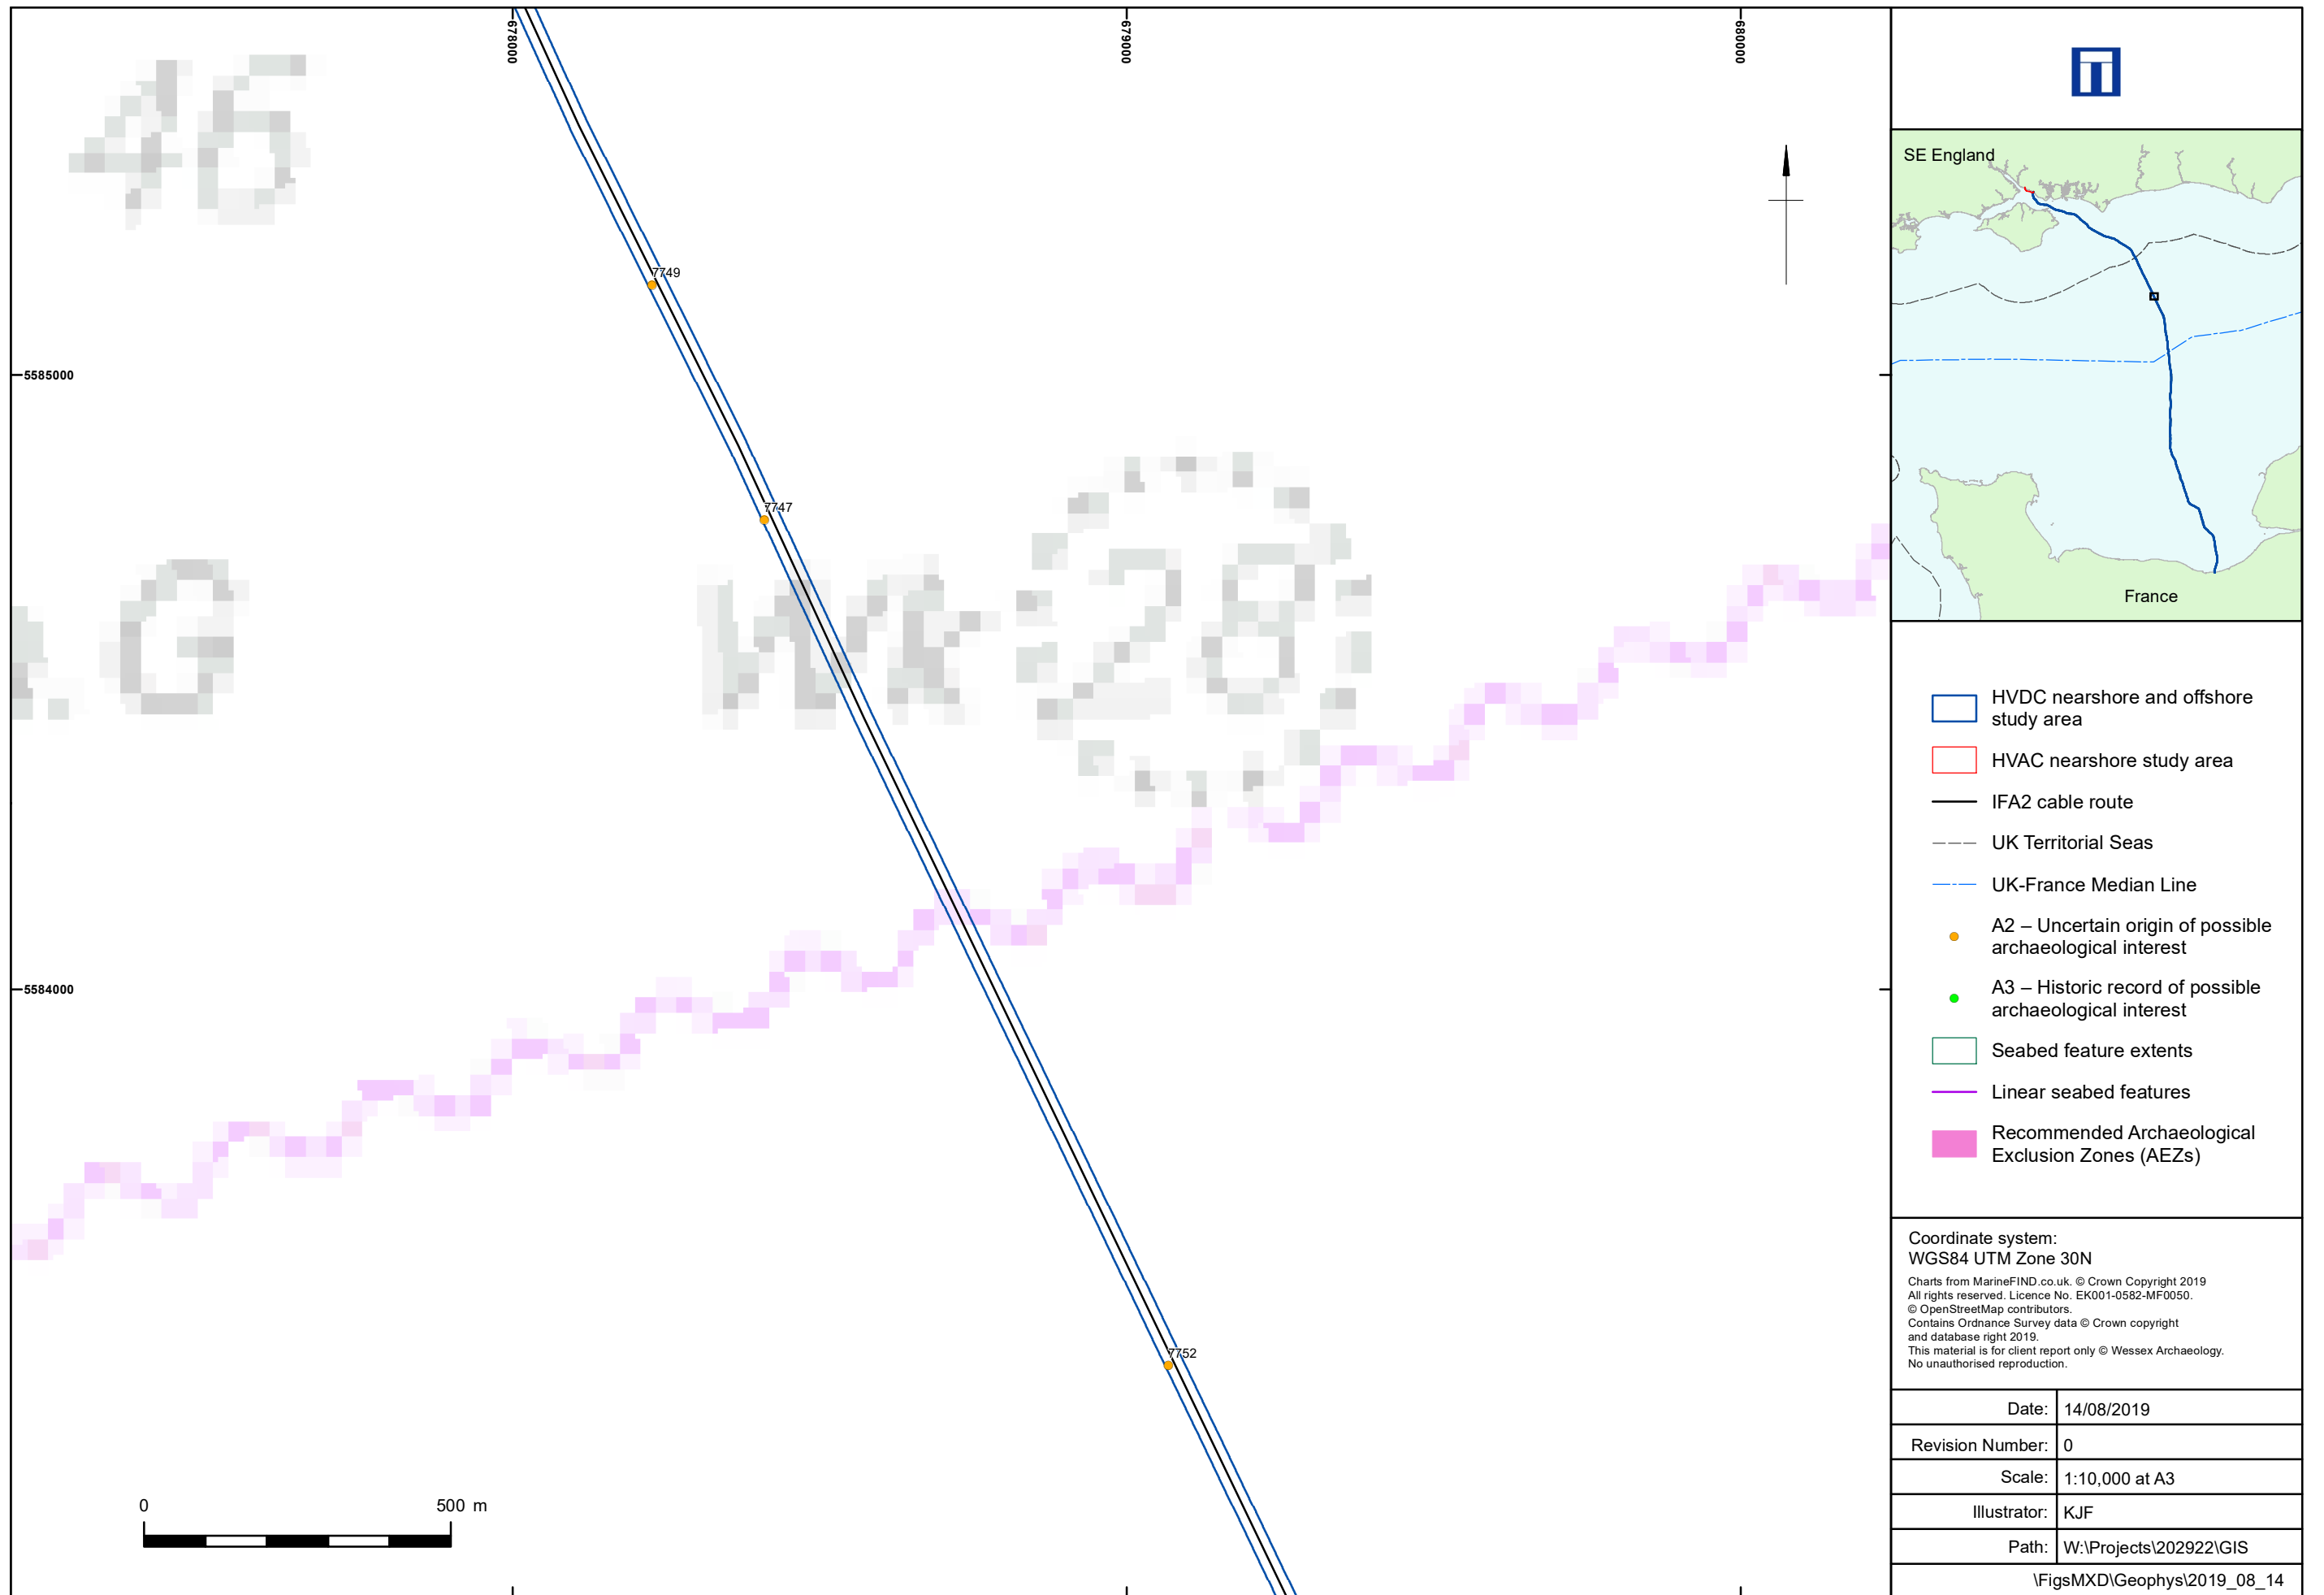 678000
679000
680000
46
7749
5585000
7747
G
Wk
28
5584000
7752
0 500 m
SE England
France
HVDC nearshore and offshore
study area
HVAC nearshore study area
IFA2 cable route
UK Territorial Seas
UK-France Median Line
A2 – Uncertain origin of possible
archaeological interest
A3 – Historic record of possible
archaeological interest
Seabed feature extents
Linear seabed features
Recommended Archaeological
Exclusion Zones (AEZs)
Coordinate system:
WGS84 UTM Zone 30N
Charts from MarineFIND.co.uk. © Crown Copyright 2019
All rights reserved. Licence No. EK001-0582-MF0050.
© OpenStreetMap contributors.
Contains Ordnance Survey data © Crown copyright
and database right 2019.
This material is for client report only © Wessex Archaeology.
No unauthorised reproduction.
Date: 14/08/2019
Revision Number: 0
Scale: 1:10,000 at A3
Illustrator: KJF
Path: W:\Projects\202922\GIS
\FigsMXD\Geophys\2019_08_14